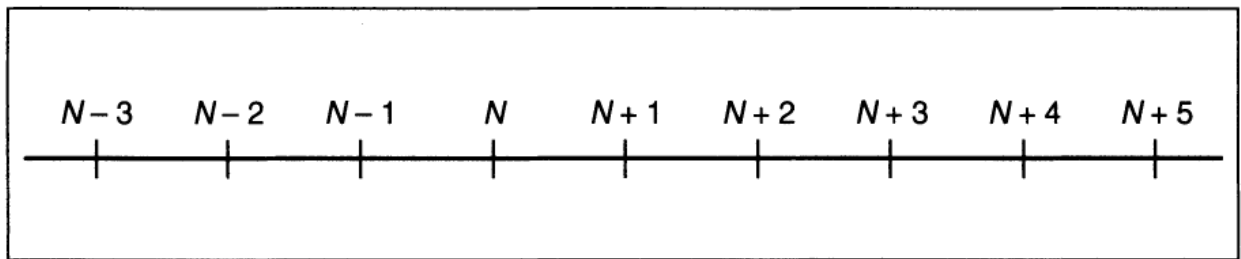 N – 3 N – 2 N – 1 N N + 1 N + 2 N + 3 N + 4 N + 5